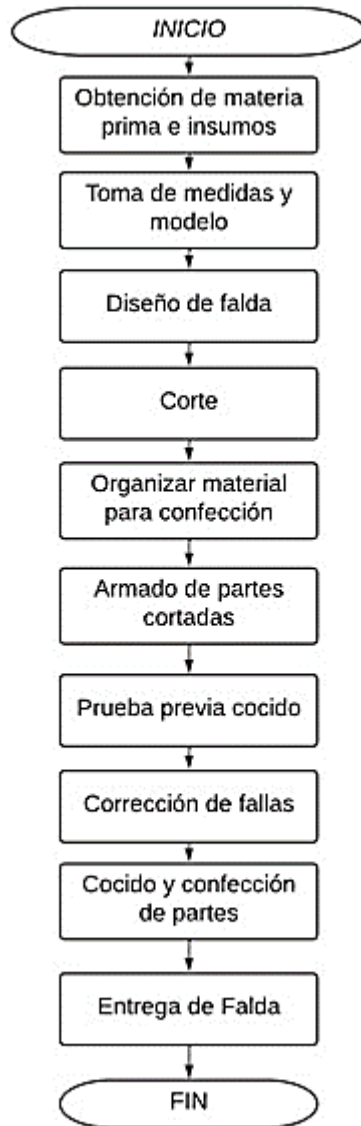 INICIO
Obtención de materia
prima e insumos
Toma de medidas y
modelo
Diseño de falda
Corte
Organizar material
para confección
Armado de partes
cortadas
Prueba previa cocido
Corrección de fallas
Cocido y confección
de partes
Entrega de Falda
FIN